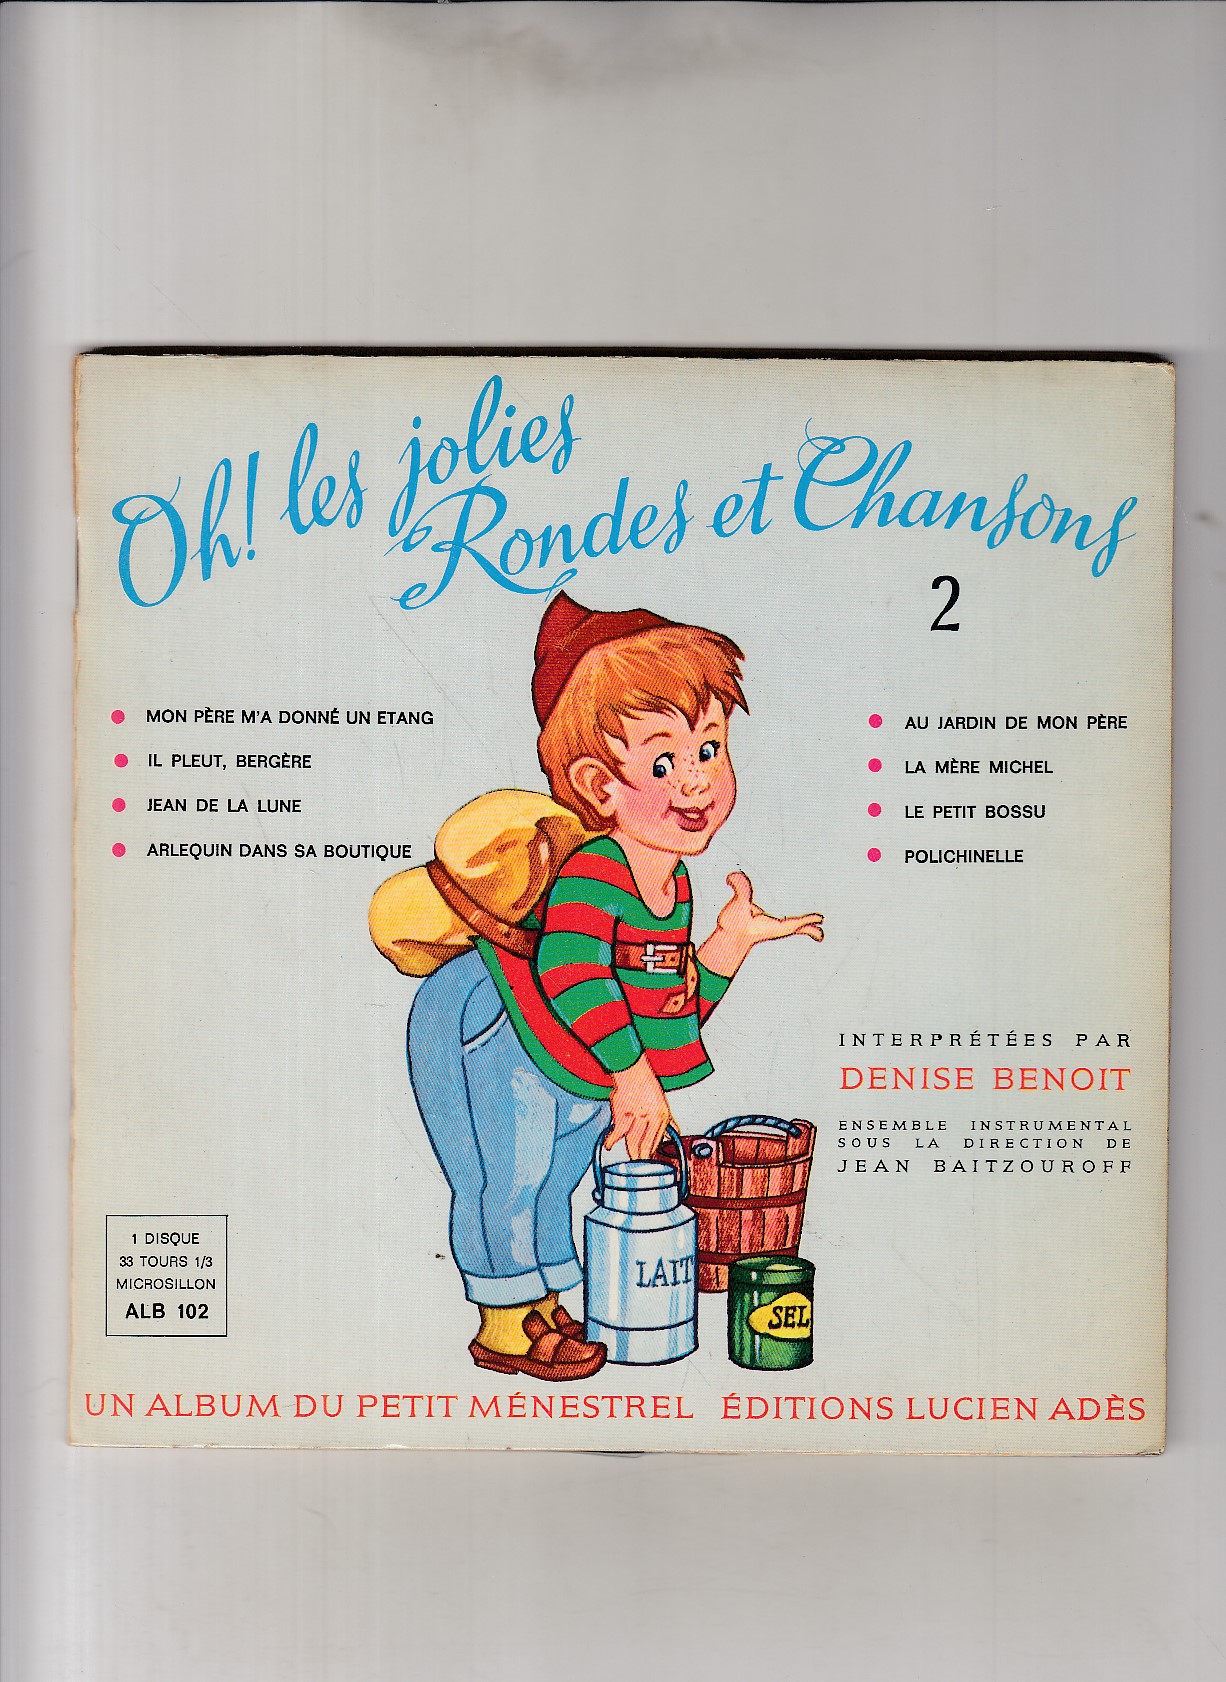 Oh! les jolies
Rondes et Chansons
2
MON PÈRE M'A DONNÉ UN ETANG
IL PLEUT, BERGÈRE
JEAN DE LA LUNE
ARLEQUIN DANS SA BOUTIQUE
AU JARDIN DE MON PÈRE
LA MÈRE MICHEL
LE PETIT BOSSU
POLICHINELLE
INTERPRÉTÉES PAR
DENISE BENOIT
ENSEMBLE INSTRUMENTAL
SOUS LA DIRECTION DE
JEAN BAITZOUROFF
LAIT
SEL
1 DISQUE
33 TOURS 1/3
MICROSILLON
ALB 102
UN ALBUM DU PETIT MÉNESTREL ÉDITIONS LUCIEN ADÈS